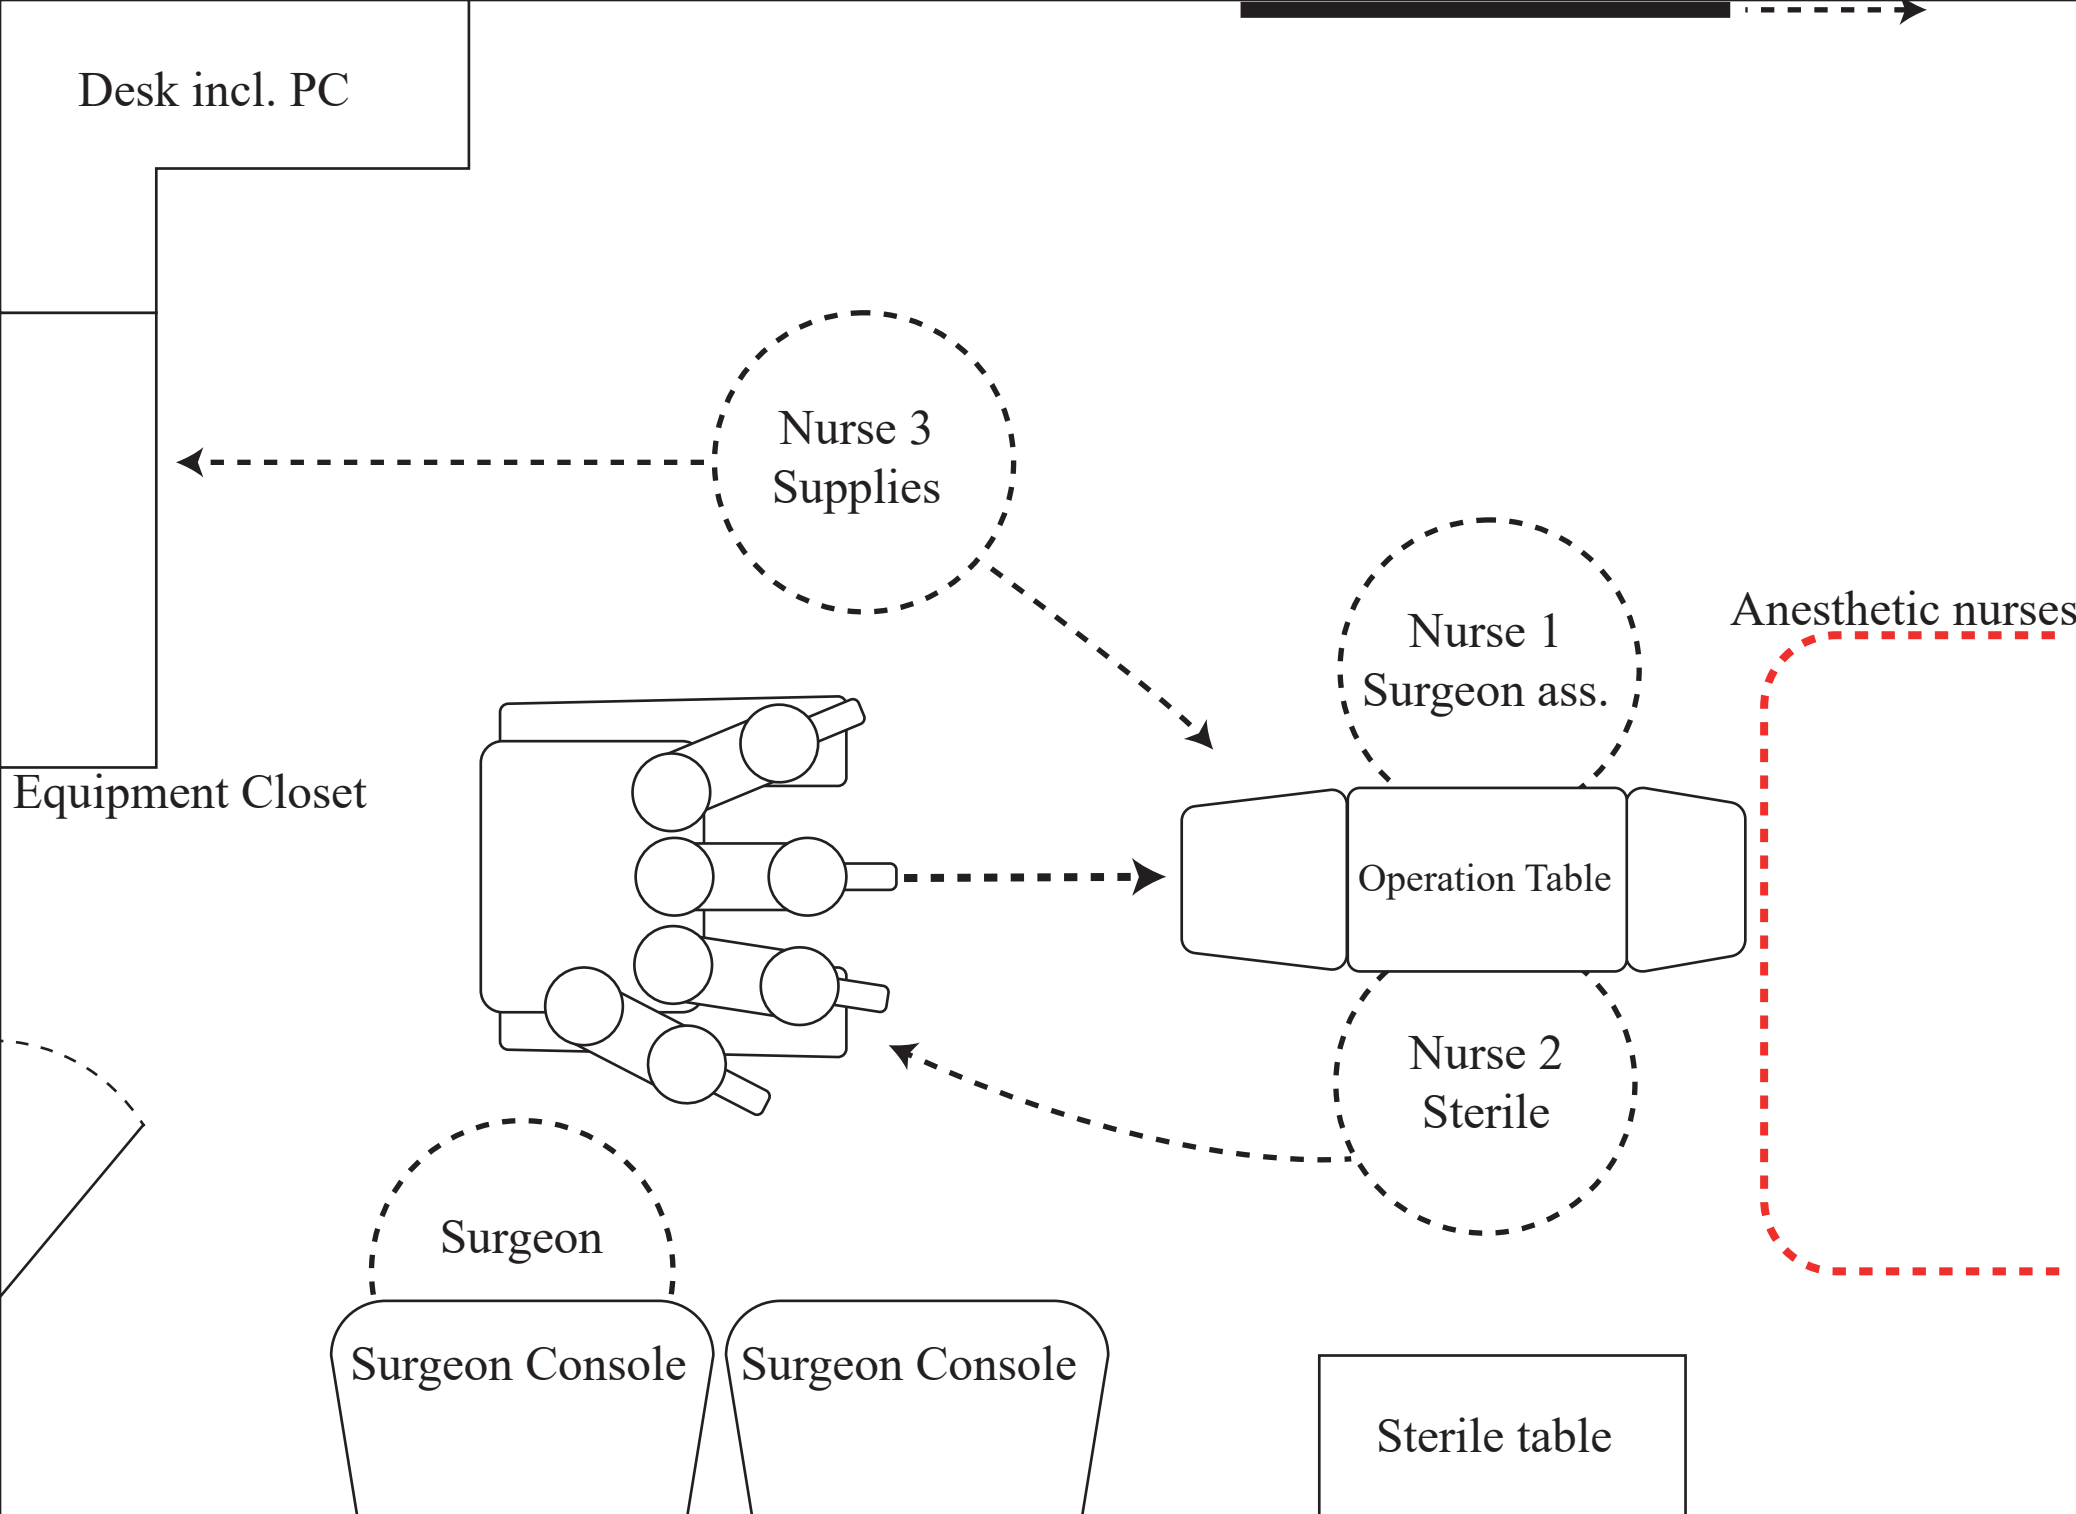 Desk incl. PC
Nurse 3
Supplies
Nurse 1
Surgeon ass.
Anesthetic nurses
Equipment Closet
Operation Table
Nurse 2
Sterile
Surgeon
Surgeon Console
Surgeon Console
Sterile table